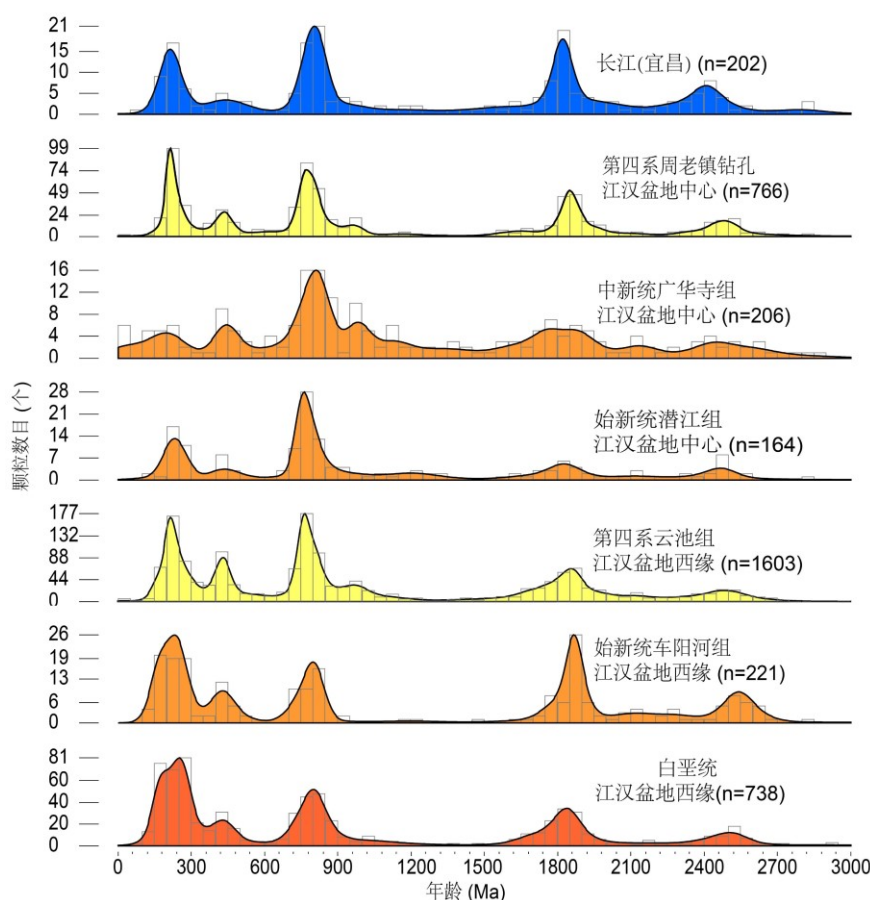 21
15
10
5
0
长江(宜昌) (n=202)
99
74
49
24
0
第四系周老镇钻孔
江汉盆地中心 (n=766)
16
12
8
4
0
中新统广华寺组
江汉盆地中心 (n=206)
28
21
14
7
0
始新统潜江组
江汉盆地中心 (n=164)
颗粒数目 (个)
177
132
88
44
0
第四系云池组
江汉盆地西缘 (n=1603)
26
19
13
6
0
始新统车阳河组
江汉盆地西缘 (n=221)
81
60
40
20
0
白垩统
江汉盆地西缘(n=738)
0 300 600 900 1200 1500 1800 2100 2400 2700 3000
年龄 (Ma)